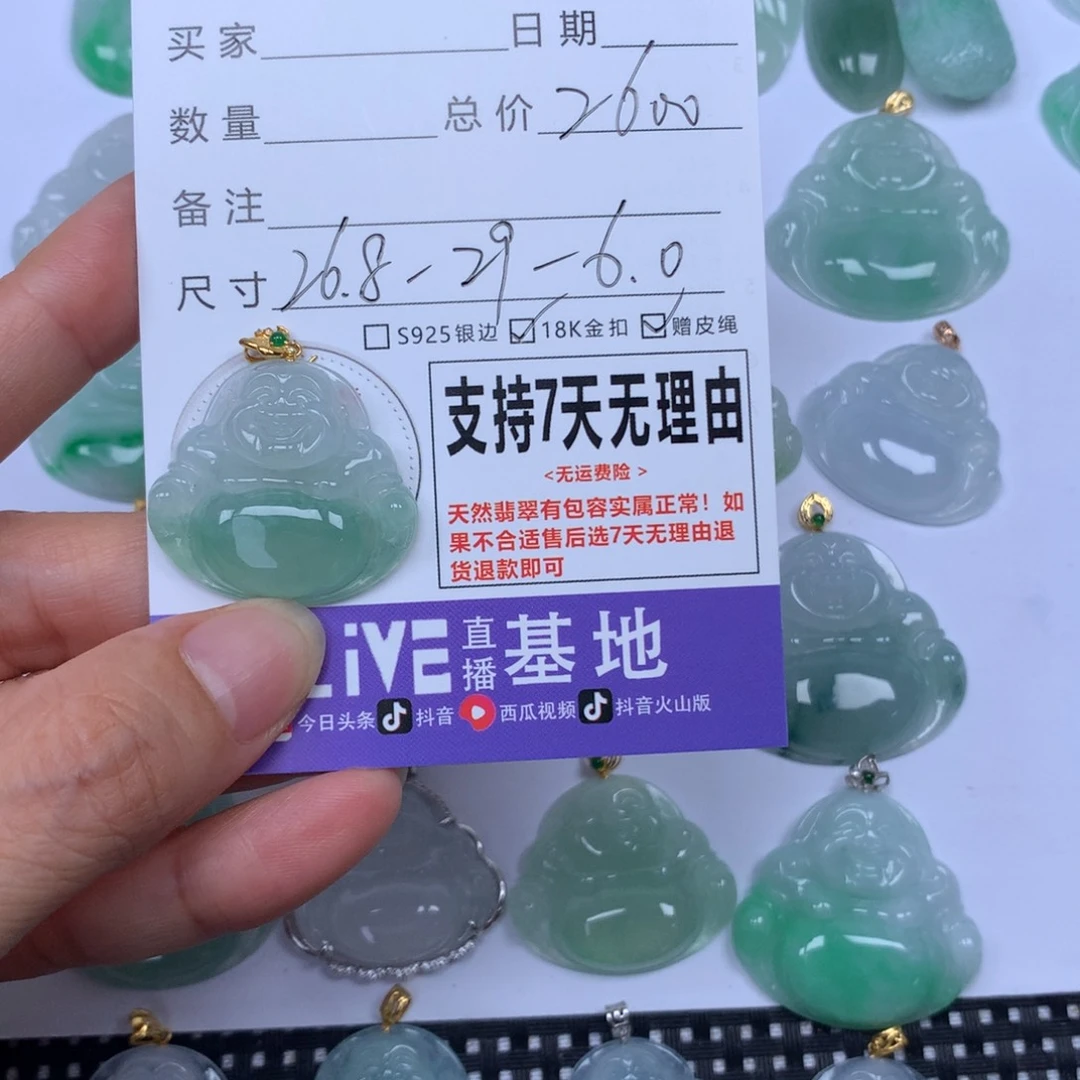 买家 日期
数量 总价 2600
备注
尺寸 26.8-29-6.0
S925银边 18K金扣 赠皮绳
支持7天无理由
<无运费险>
天然翡翠有包容实属正常！如
果不合适售后选7天无理由退
货退款即可
LIVE 直播 基地
今日头条 抖音 西瓜视频 抖音火山版